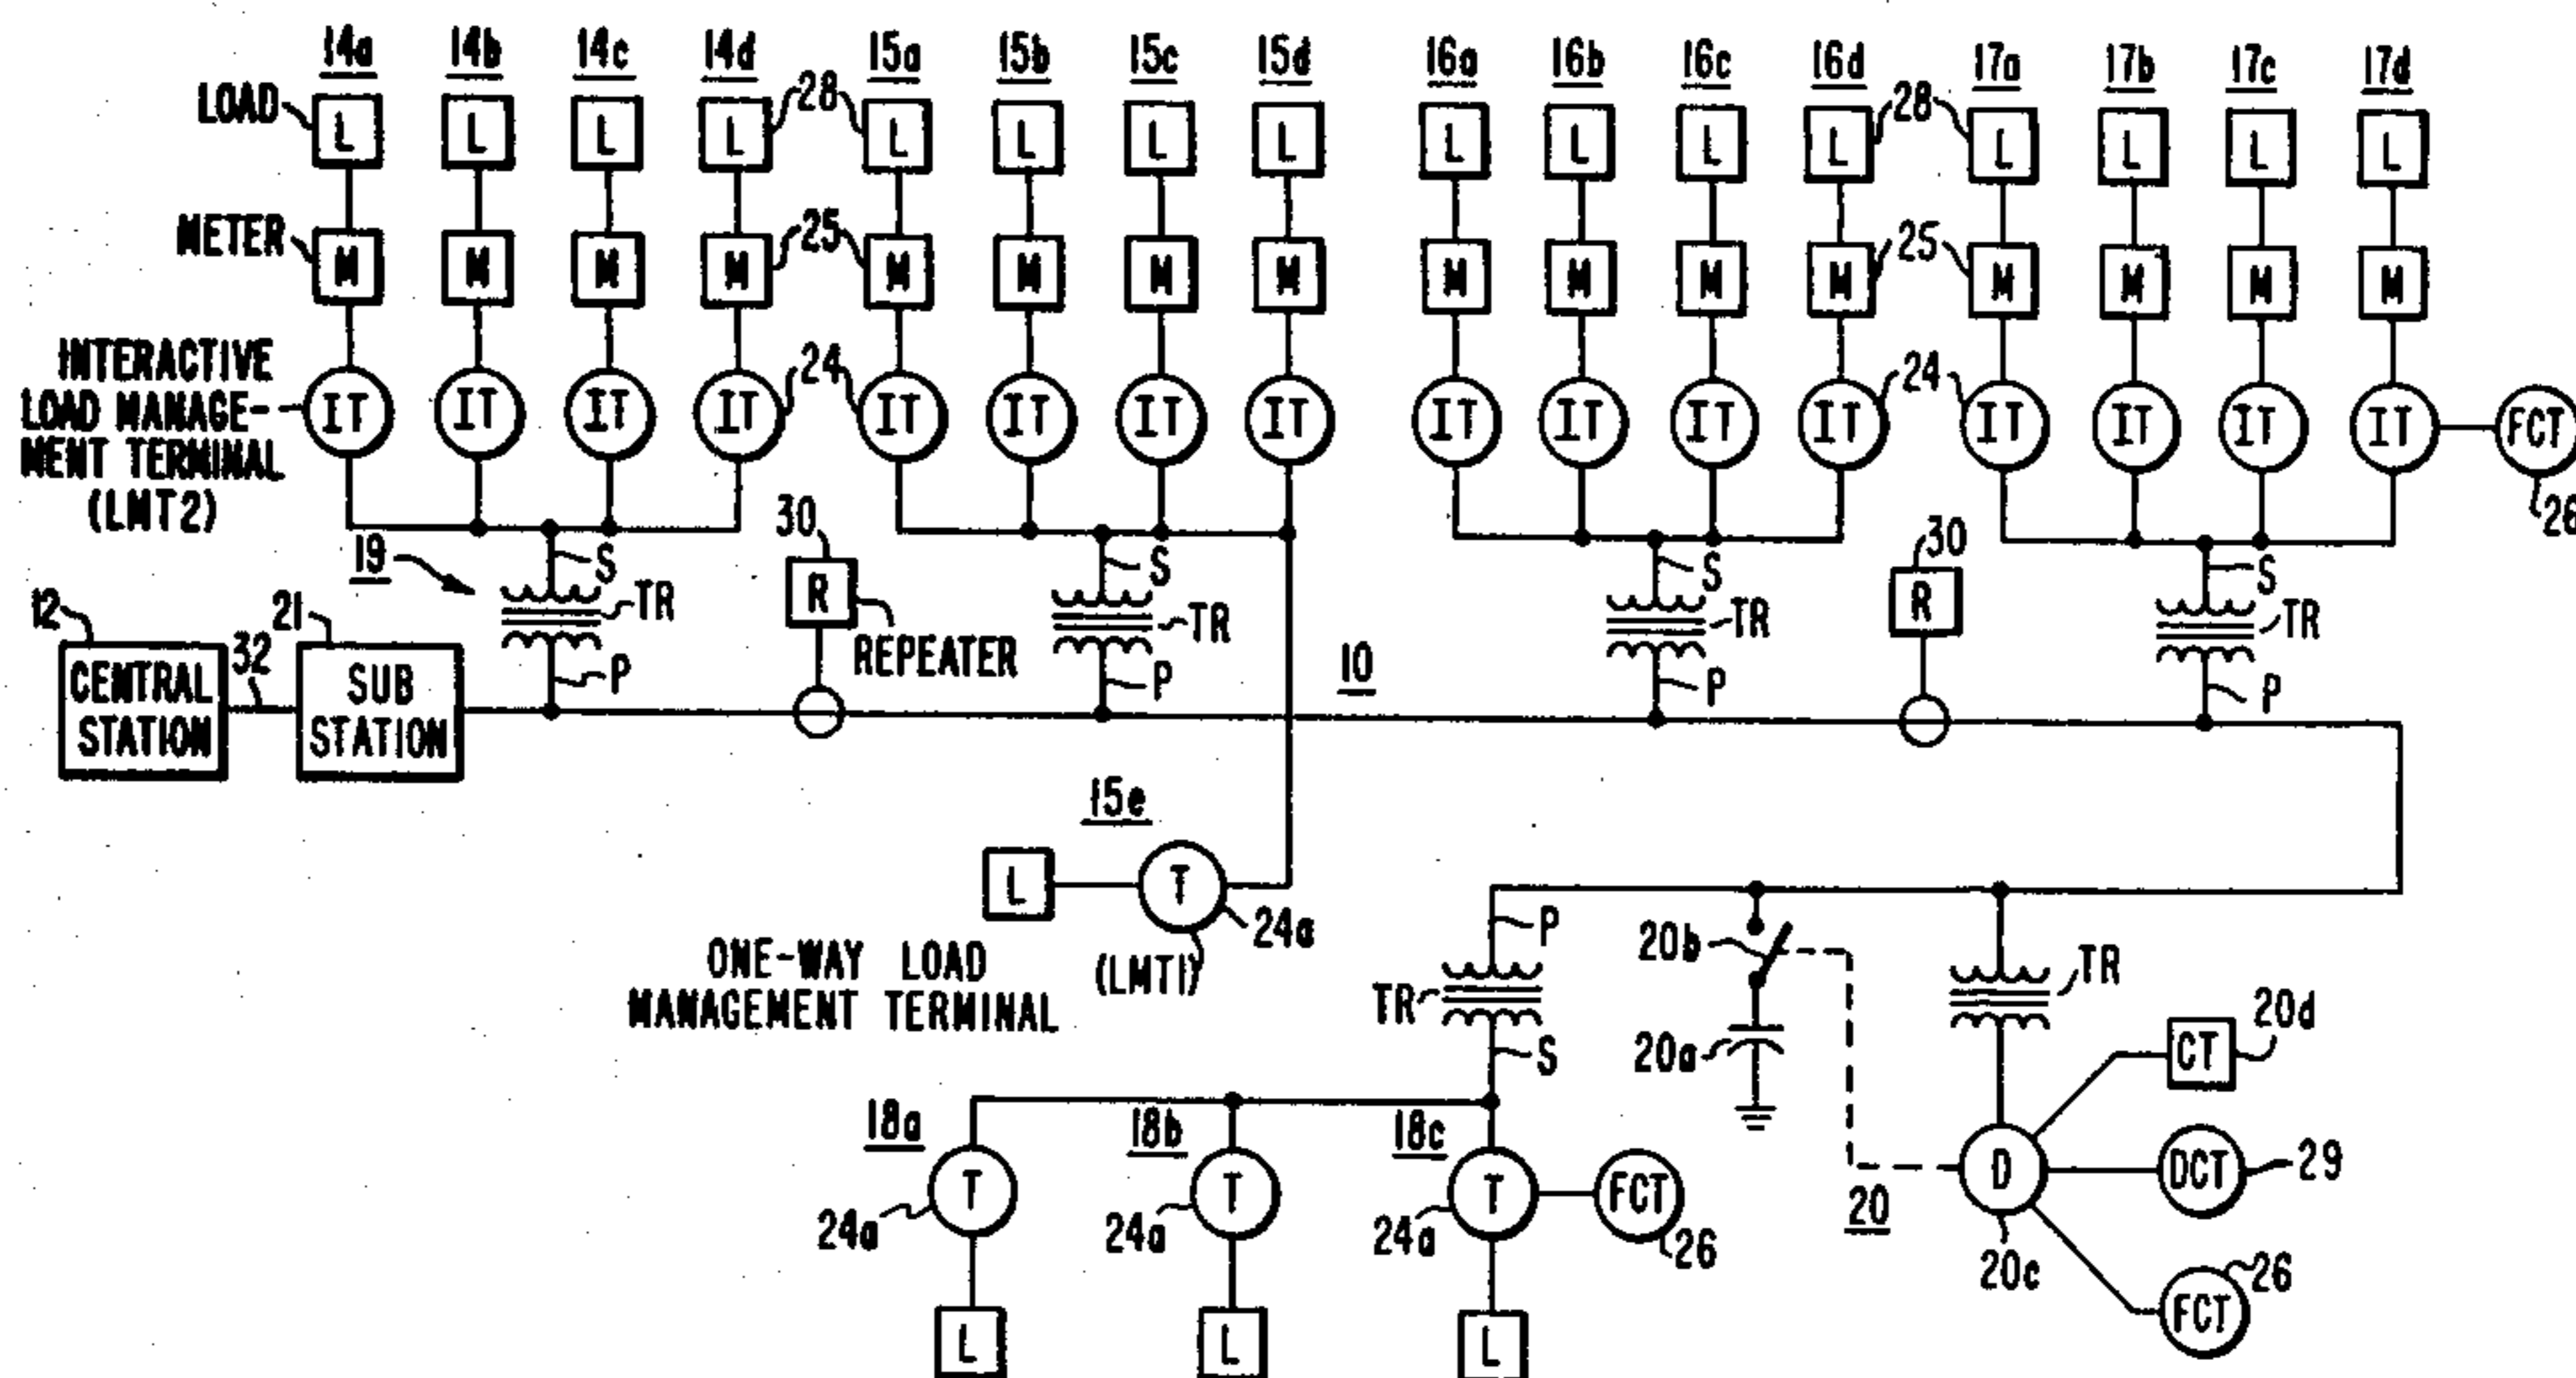 14a 14b 14c 14d 15a 15b 15c 15d 16a 16b 16c 16d 17a 17b 17c 17d
LOAD L L L L 28 L L L L L L L L 28 L L L L
METER M M M M 25 M M M M M M M M 25 M M M M
INTERACTIVE
LOAD MANAGE-
MENT TERMINAL
(LMT2)
IT IT IT IT 24 IT IT IT IT IT IT IT IT 24 IT IT IT IT FCT
26
19 S TR P
30 R REPEATER
S TR P
10
S TR P
30 R
S TR P
12 CENTRAL
STATION
32
21 SUB
STATION
15e
L T 24a
(LMT1)
ONE-WAY LOAD
MANAGEMENT TERMINAL
P TR S
20b
20a
TR
CT 20d
D DCT 29
20
20c
FCT 26
18a 18b 18c
T T T FCT
24a 24a 24a 26
L L L